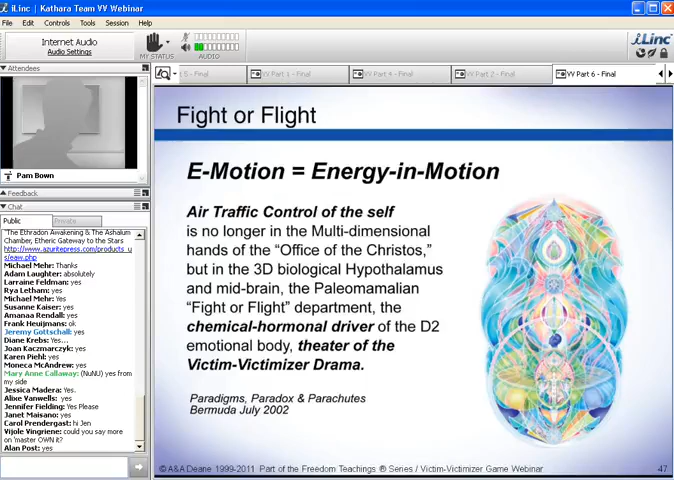 iLinc | Kathara Team VV Webinar
File Edit Controls Tools Session Help
Internet Audio
Audio Settings
MY STATUS
AUDIO
iLinc
Attendees
Pam Bown
Feedback
Chat
Public Private
"The Ethradon Awakening & The Ashalum
Chamber, Etheric Gateway to the Stars
http://www.azuritepress.com/products_u
s/eaw.php
Michael Mehr: Thanks
Adam Laughter: absolutely
Larraine Feldman: yes
Rya Letham: yes
Michael Mehr: Yes
Susanne Kaiser: yes
Amanaa Rendall: yes
Frank Heuijmans: ok
Jeremy Gottschall: yes
Diane Krebs: Yes...
Joan Kaczmarczyk: yes
Karen Piehl: yes
Moneca McAndrew: yes
Mary Anne Callaway: (NuNU) yes from
my side
Jessica Madera: Yes.
Alixe Vanwells: yes
Jennifer Fielding: Yes Please
Janet Maisano: yes
Carol Prendergast: hi Jen
Vijole Vingriene: could you say more
on 'master OWN it?
Alan Post: yes
: 5 - Final
VV Part 1 - Final
VV Part 4 - Final
VV Part 2 - Final
VV Part 6 - Final
Fight or Flight
E-Motion = Energy-in-Motion
Air Traffic Control of the self
is no longer in the Multi-dimensional
hands of the “Office of the Christos,”
but in the 3D biological Hypothalamus
and mid-brain, the Paleomamalian
“Fight or Flight” department, the
chemical-hormonal driver of the D2
emotional body, theater of the
Victim-Victimizer Drama.
Paradigms, Paradox & Parachutes
Bermuda July 2002
© A&A Deane 1999-2011 Part of the Freedom Teachings ® Series / Victim-Victimizer Game Webinar
47